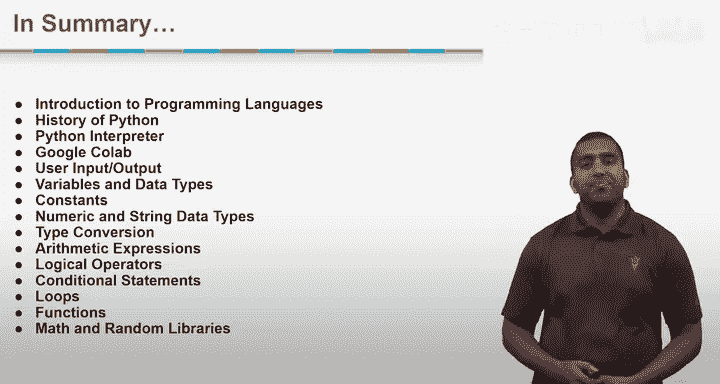 In Summary…
● Introduction to Programming Languages
● History of Python
● Python Interpreter
● Google Colab
● User Input/Output
● Variables and Data Types
● Constants
● Numeric and String Data Types
● Type Conversion
● Arithmetic Expressions
● Logical Operators
● Conditional Statements
● Loops
● Functions
● Math and Random Libraries